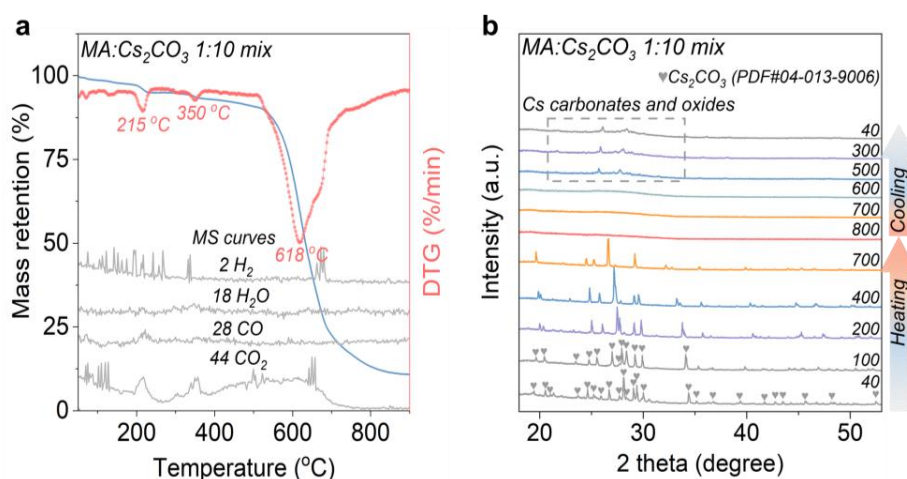 a
MA:Cs₂CO₃ 1:10 mix
100
75
50
25
0
Mass retention (%)
215 °C
350 °C
618 °C
MS curves
2 H₂
18 H₂O
28 CO
44 CO₂
DTG (%/min)
200 400 600 800
Temperature (°C)
b
MA:Cs₂CO₃ 1:10 mix
♥Cs₂CO₃ (PDF#04-013-9006)
Cs carbonates and oxides
Intensity (a.u.)
40
300
500
600
700
800
700
400
200
100
40
Cooling
Heating
20 30 40 50
2 theta (degree)